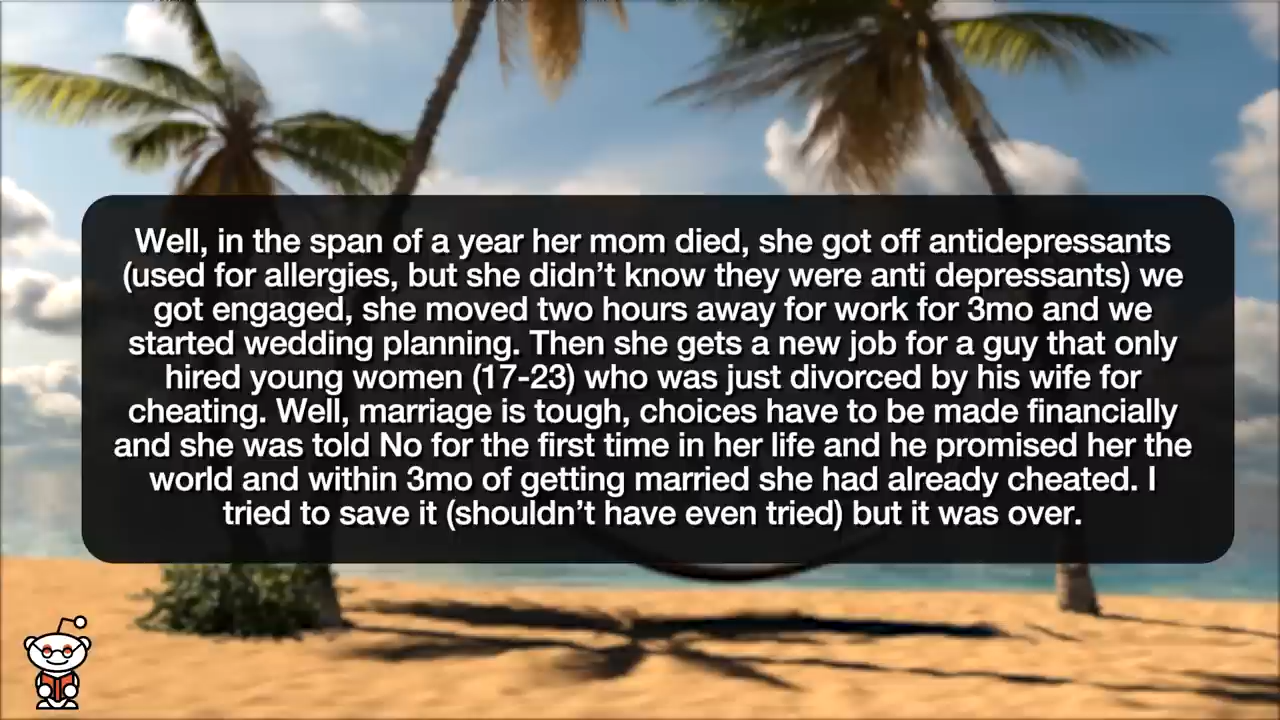 Well, in the span of a year her mom died, she got off antidepressants
(used for allergies, but she didn’t know they were anti depressants) we
got engaged, she moved two hours away for work for 3mo and we
started wedding planning. Then she gets a new job for a guy that only
hired young women (17-23) who was just divorced by his wife for
cheating. Well, marriage is tough, choices have to be made financially
and she was told No for the first time in her life and he promised her the
world and within 3mo of getting married she had already cheated. I
tried to save it (shouldn’t have even tried) but it was over.